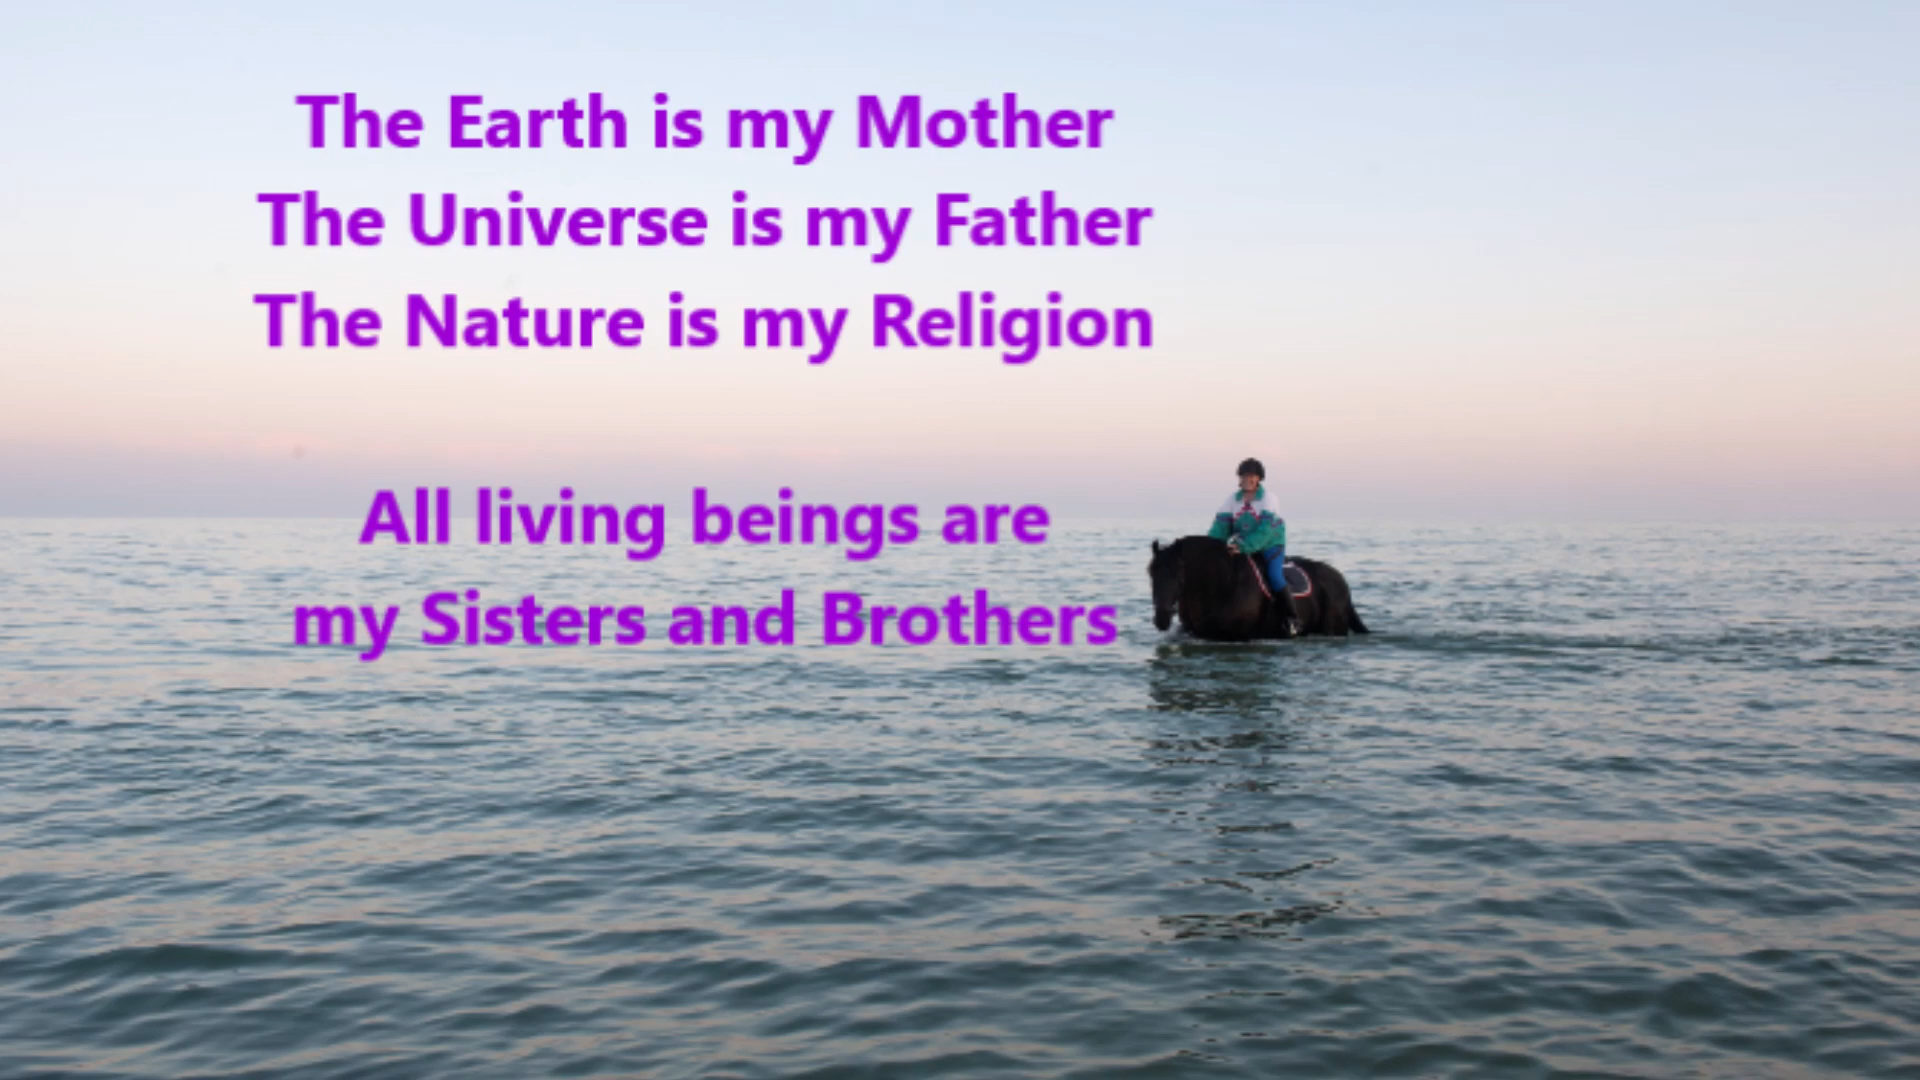 The Earth is my Mother
The Universe is my Father
The Nature is my Religion
All living beings are
my Sisters and Brothers